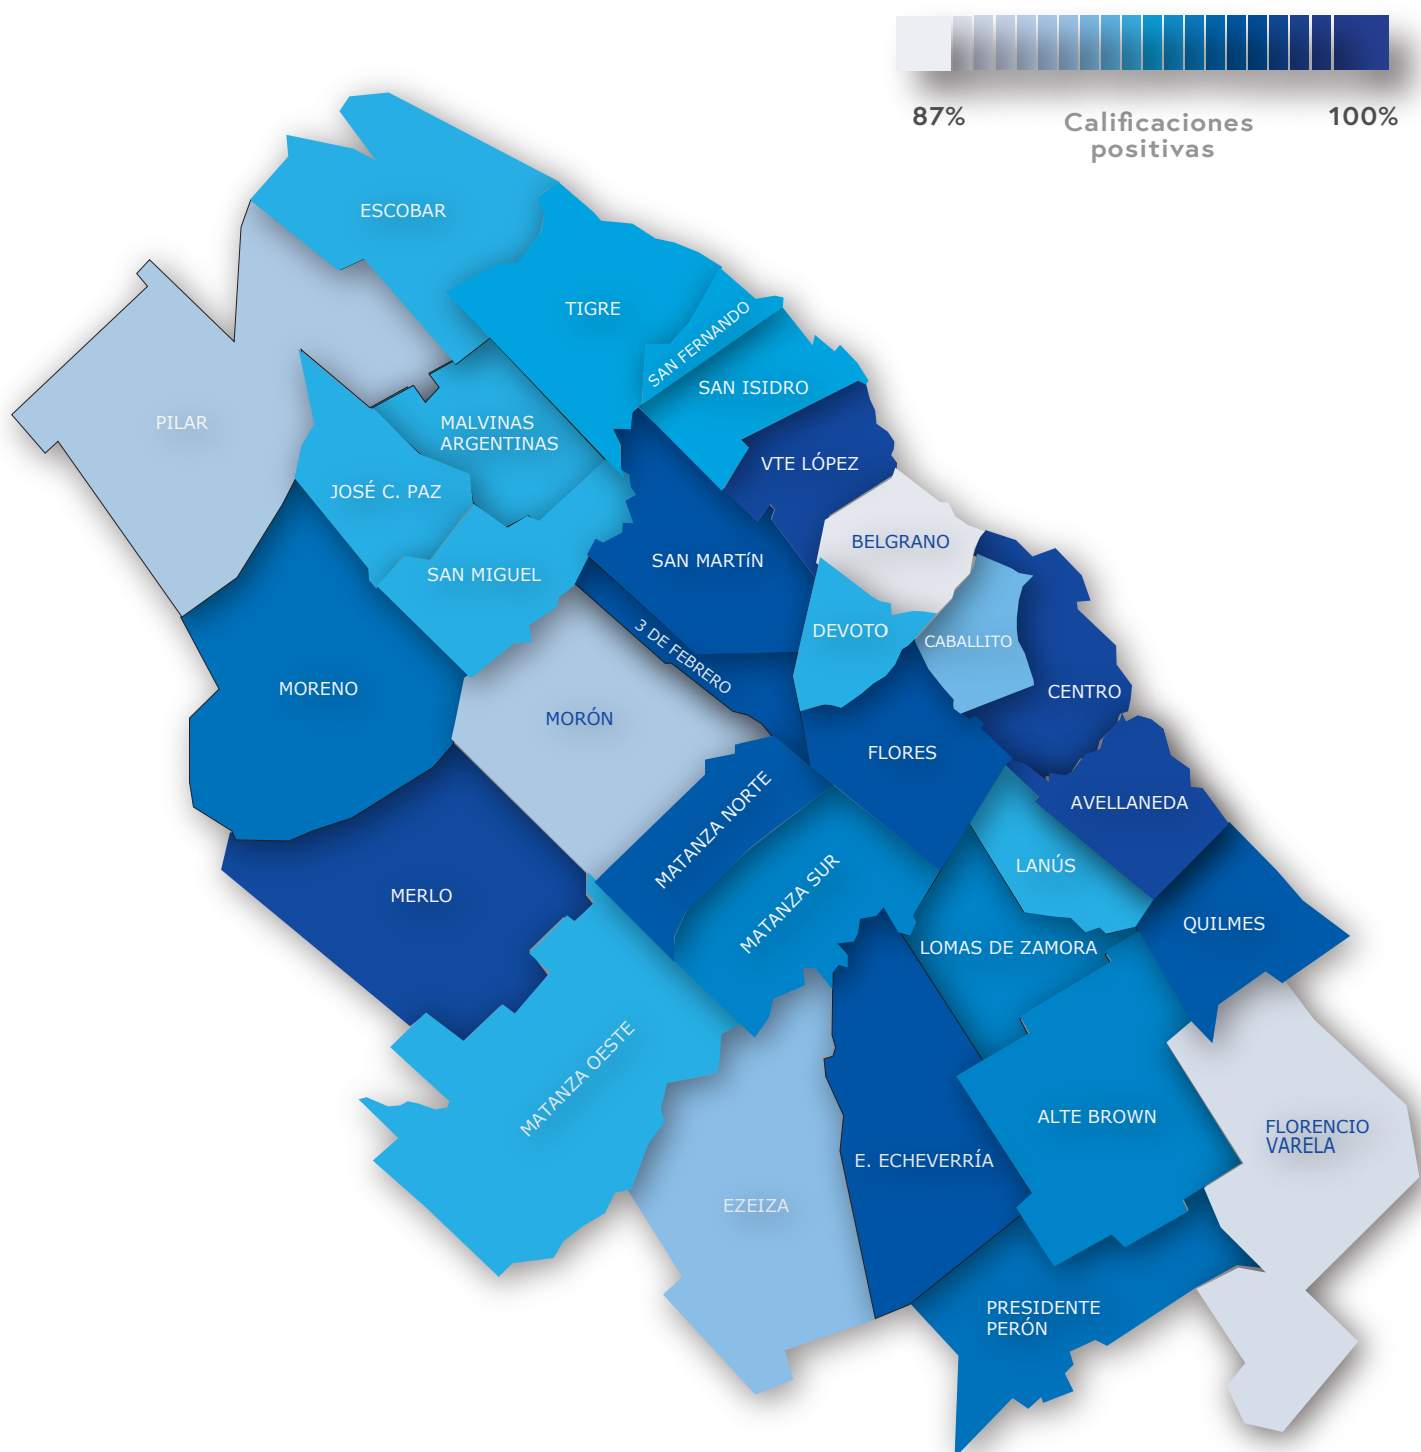 87%
Calificaciones
positivas
100%
ESCOBAR
TIGRE
SAN FERNANDO
SAN ISIDRO
PILAR
MALVINAS
ARGENTINAS
VTE LÓPEZ
JOSÉ C. PAZ
BELGRANO
SAN MARTíN
SAN MIGUEL
3 DE FEBRERO
DEVOTO
CABALLITO
MORENO
CENTRO
MORÓN
FLORES
MATANZA NORTE
AVELLANEDA
LANÚS
MERLO
MATANZA SUR
QUILMES
LOMAS DE ZAMORA
MATANZA OESTE
ALTE BROWN
FLORENCIO
VARELA
E. ECHEVERRÍA
EZEIZA
PRESIDENTE
PERÓN